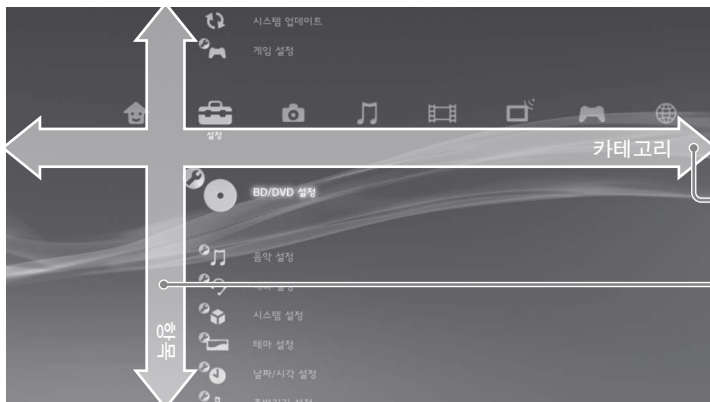 시스템 업데이트
게임 설정
설정
카테고리
BD/DVD 설정
음악 설정
설정
시스템 설정
항목
테마 설정
날짜/시각 설정